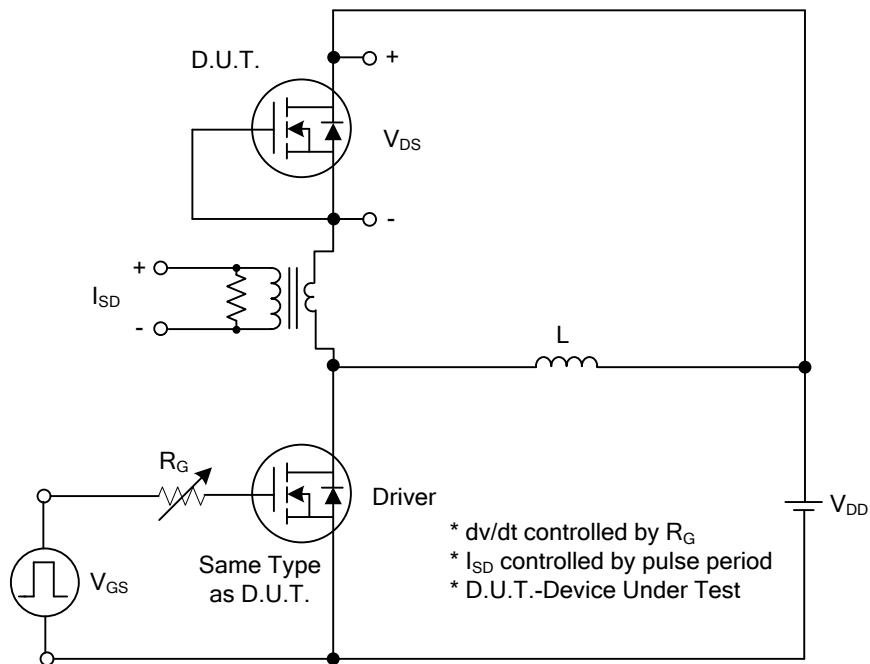 D.U.T.
+
VDS
-
+
ISD
-
L
RG
Driver
VDD
VGS
Same Type
as D.U.T.
* dv/dt controlled by RG
* ISD controlled by pulse period
* D.U.T.-Device Under Test